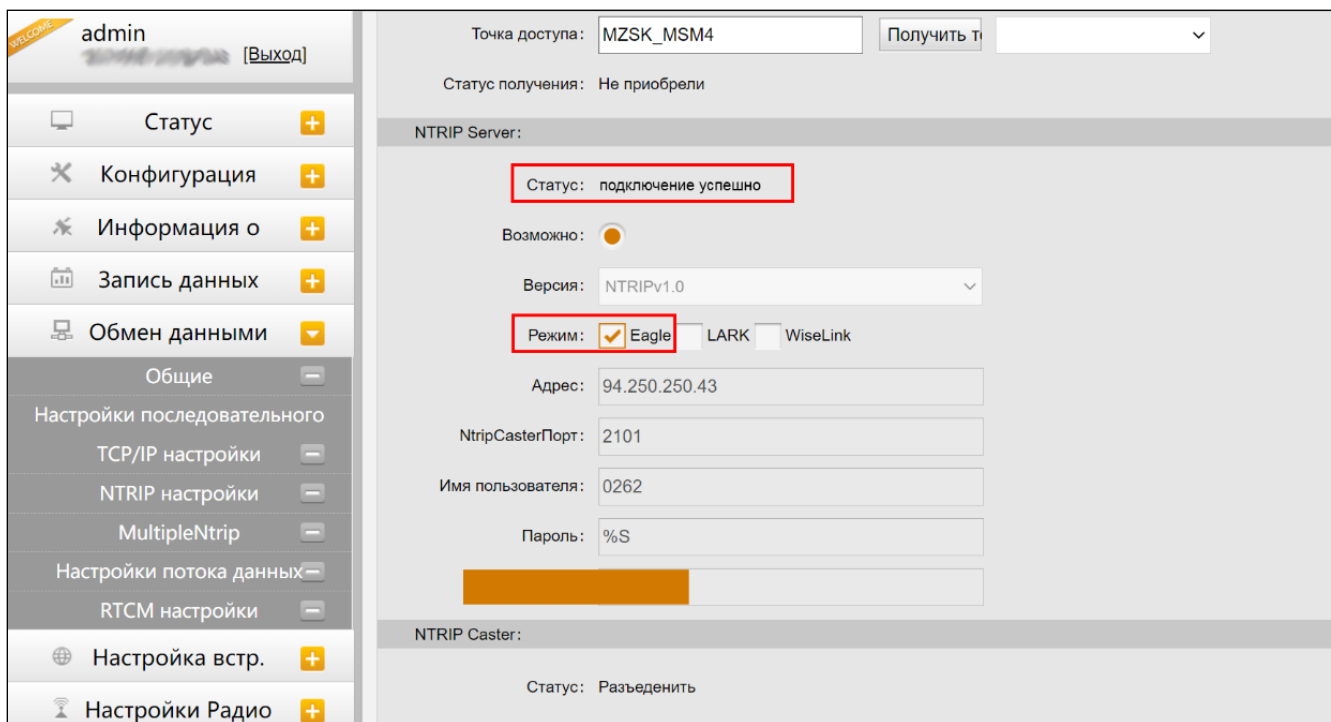 WELCOME
admin
[Выход]
Статус
Конфигурация
Информация о
Запись данных
Обмен данными
Общие
Настройки последовательного
TCP/IP настройки
NTRIP настройки
MultipleNtrip
Настройки потока данных
RTCM настройки
Настройка встр.
Настройки Радио
Точка доступа: MZSK_MSM4 Получить т
Статус получения: Не приобрели
NTRIP Server:
Статус: подключение успешно
Возможно:
Версия: NTRIPv1.0
Режим: Eagle LARK WiseLink
Адрес: 94.250.250.43
NtripCasterПорт: 2101
Имя пользователя: 0262
Пароль: %S
NTRIP Caster:
Статус: Разъеденить